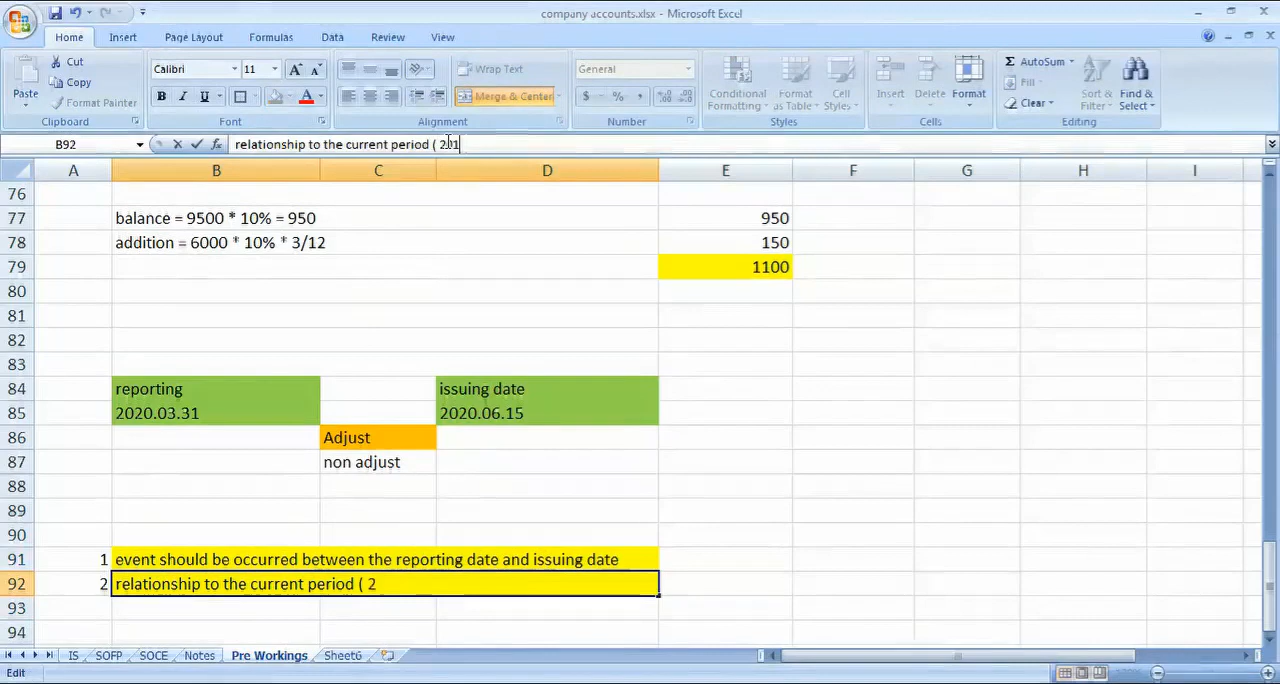 company accounts.xlsx - Microsoft Excel
Home Insert Page Layout Formulas Data Review View
Paste Cut Copy Format Painter
Calibri 11 A A
B I U A
Wrap Text
Merge & Center
General
$ % ,
Conditional Formatting Format as Table Cell Styles
Insert Delete Format
Σ AutoSum
Fill
Clear
Sort & Filter Find & Select
Clipboard Font Alignment Number Styles Cells Editing
B92 fx relationship to the current period ( 201
A B C D E F G H I
76
77 balance = 9500 * 10% = 950 950
78 addition = 6000 * 10% * 3/12 150
79 1100
80
81
82
83
84 reporting issuing date
85 2020.03.31 2020.06.15
86 Adjust
87 non adjust
88
89
90
91 1 event should be occurred between the reporting date and issuing date
92 2 relationship to the current period ( 2
93
94
IS SOFP SOCE Notes Pre Workings Sheet6
Edit